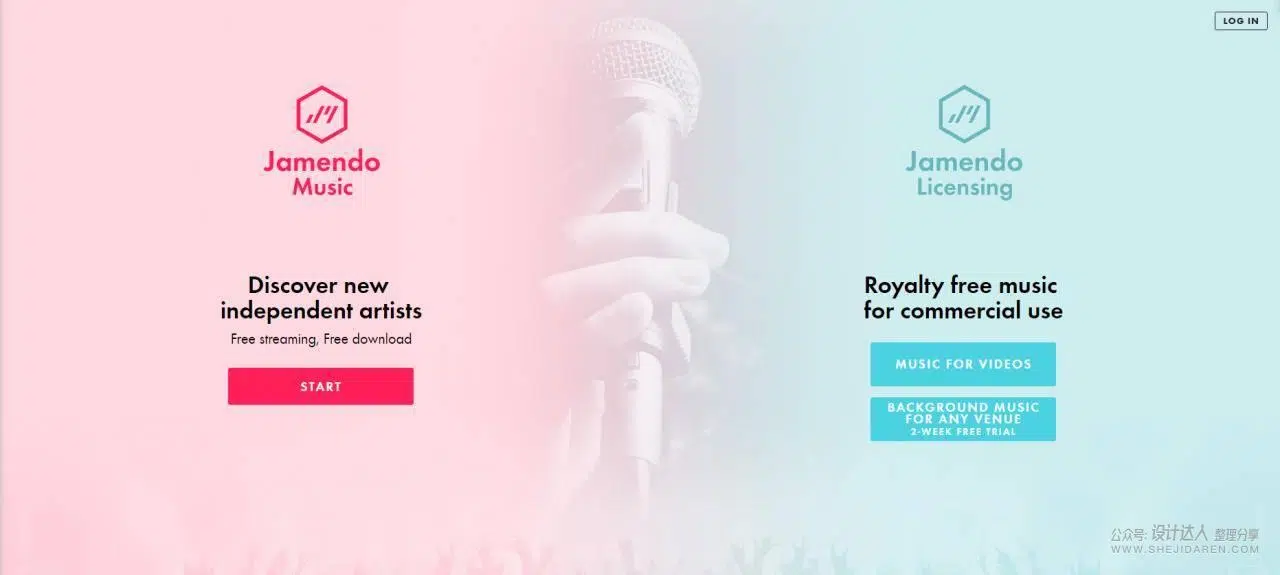 LOG IN
Jamendo
Music
Discover new
independent artists
Free streaming, Free download
START
Jamendo
Licensing
Royalty free music
for commercial use
MUSIC FOR VIDEOS
BACKGROUND MUSIC
FOR ANY VENUE
2-WEEK FREE TRIAL
公众号: 设计达人 整理分享
WWW.SHEJIDAREN.COM